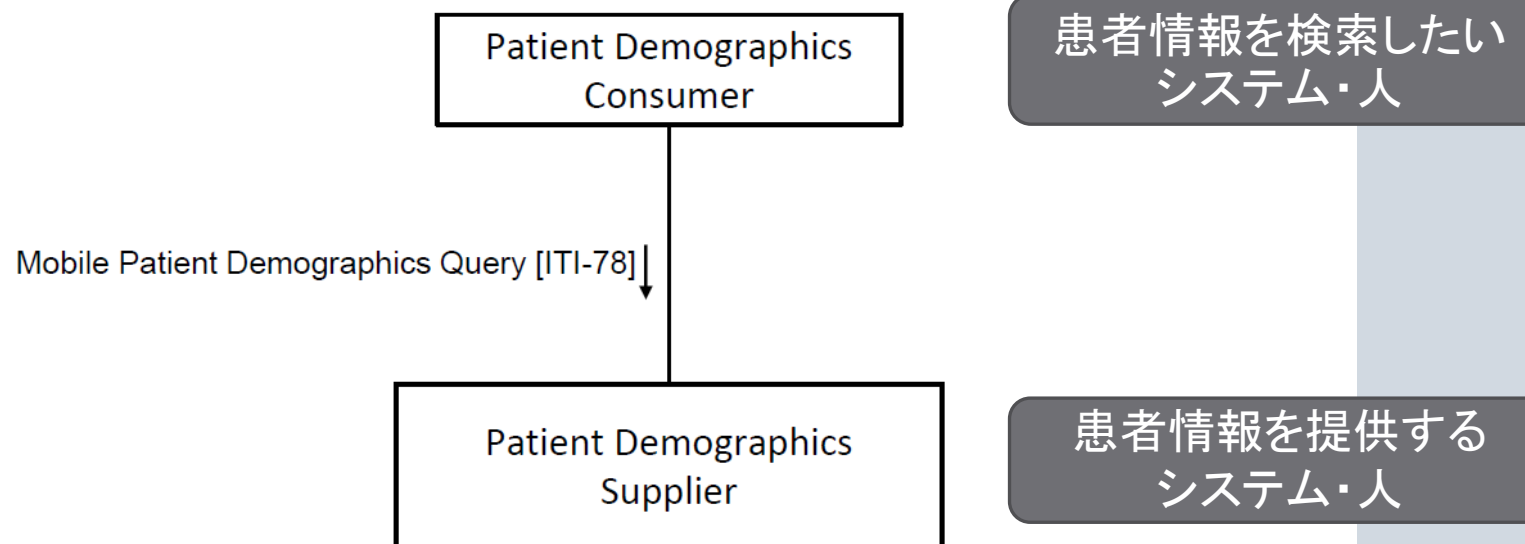 Patient Demographics
Consumer
患者情報を検索したい
システム・人
Mobile Patient Demographics Query [ITI-78]
Patient Demographics
Supplier
患者情報を提供する
システム・人